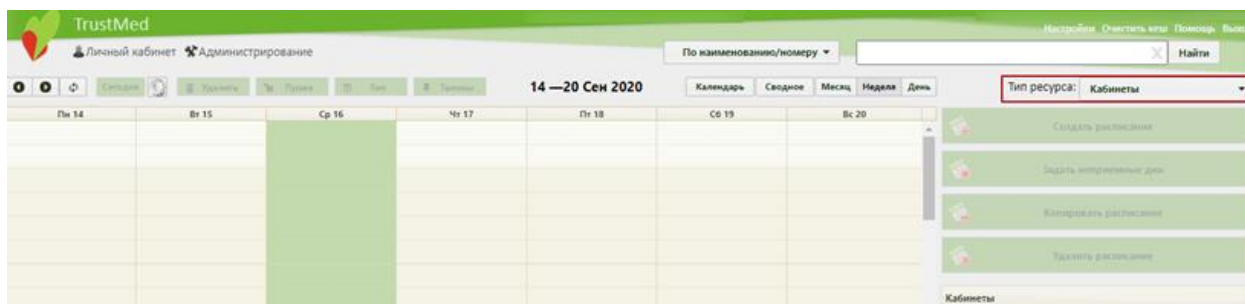 TrustMed
Настройки Очистить кеш Помощь
Личный кабинет Администрирование
По наименованию/номеру
Найти
Сегодня Удалить
14 —20 Сен 2020
Календарь Сводное Месяц Неделя День
Тип ресурса: Кабинеты
Пн 14 Вт 15 Ср 16 Чт 17 Пт 18 Сб 19 Вс 20
Создать расписание
Задать неприемные дни
Копировать расписание
Удалить расписание
Кабинеты